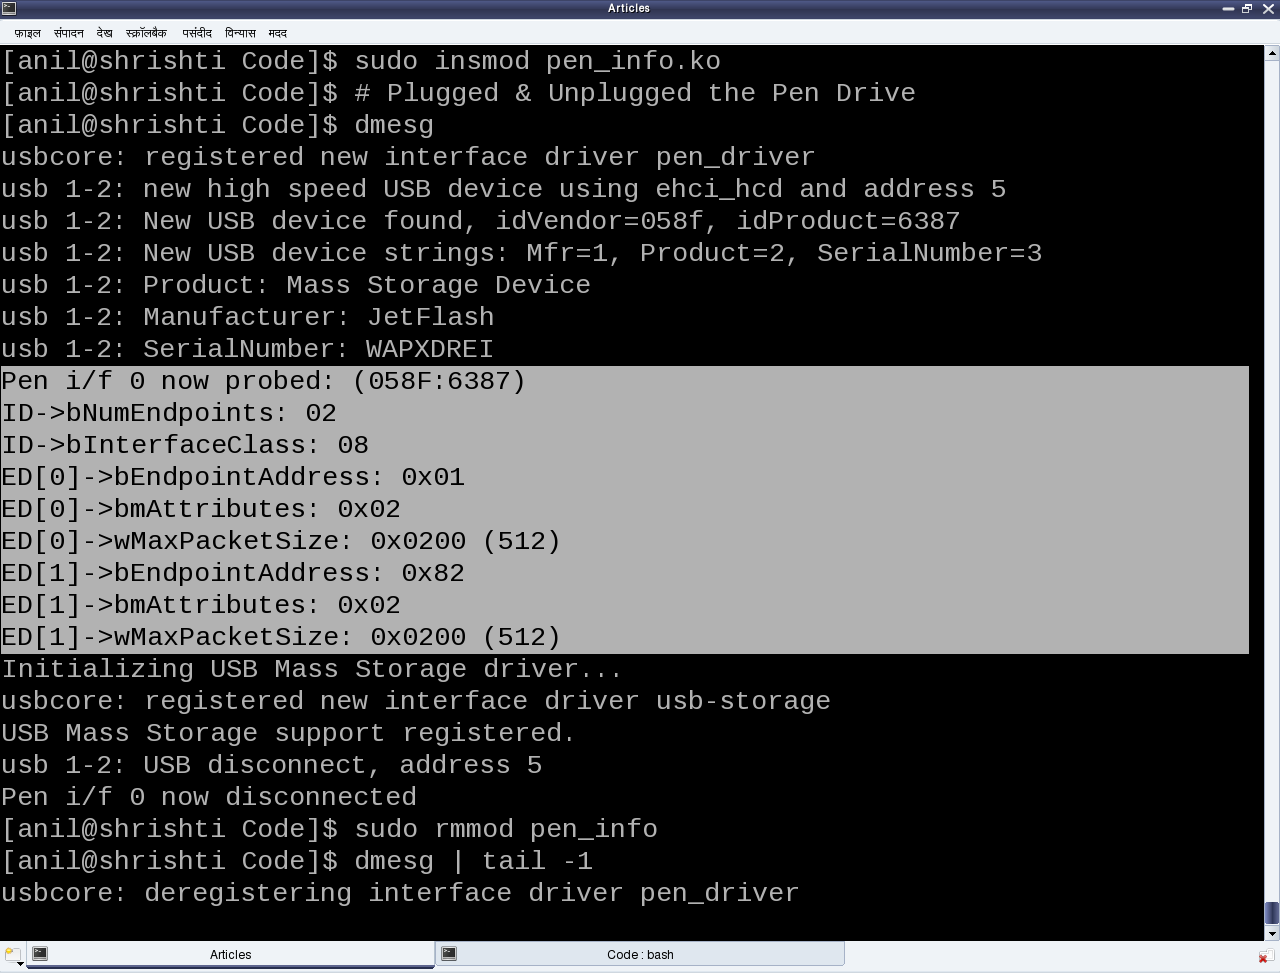 Articles
फ़ाइल संपादन देख स्क्रॉलबैक पसंदीद विन्यास मदद
[anil@shrishti Code]$ sudo insmod pen_info.ko
[anil@shrishti Code]$ # Plugged & Unplugged the Pen Drive
[anil@shrishti Code]$ dmesg
usbcore: registered new interface driver pen_driver
usb 1-2: new high speed USB device using ehci_hcd and address 5
usb 1-2: New USB device found, idVendor=058f, idProduct=6387
usb 1-2: New USB device strings: Mfr=1, Product=2, SerialNumber=3
usb 1-2: Product: Mass Storage Device
usb 1-2: Manufacturer: JetFlash
usb 1-2: SerialNumber: WAPXDREI
Pen i/f 0 now probed: (058F:6387)
ID->bNumEndpoints: 02
ID->bInterfaceClass: 08
ED[0]->bEndpointAddress: 0x01
ED[0]->bmAttributes: 0x02
ED[0]->wMaxPacketSize: 0x0200 (512)
ED[1]->bEndpointAddress: 0x82
ED[1]->bmAttributes: 0x02
ED[1]->wMaxPacketSize: 0x0200 (512)
Initializing USB Mass Storage driver...
usbcore: registered new interface driver usb-storage
USB Mass Storage support registered.
usb 1-2: USB disconnect, address 5
Pen i/f 0 now disconnected
[anil@shrishti Code]$ sudo rmmod pen_info
[anil@shrishti Code]$ dmesg | tail -1
usbcore: deregistering interface driver pen_driver
Articles Code : bash